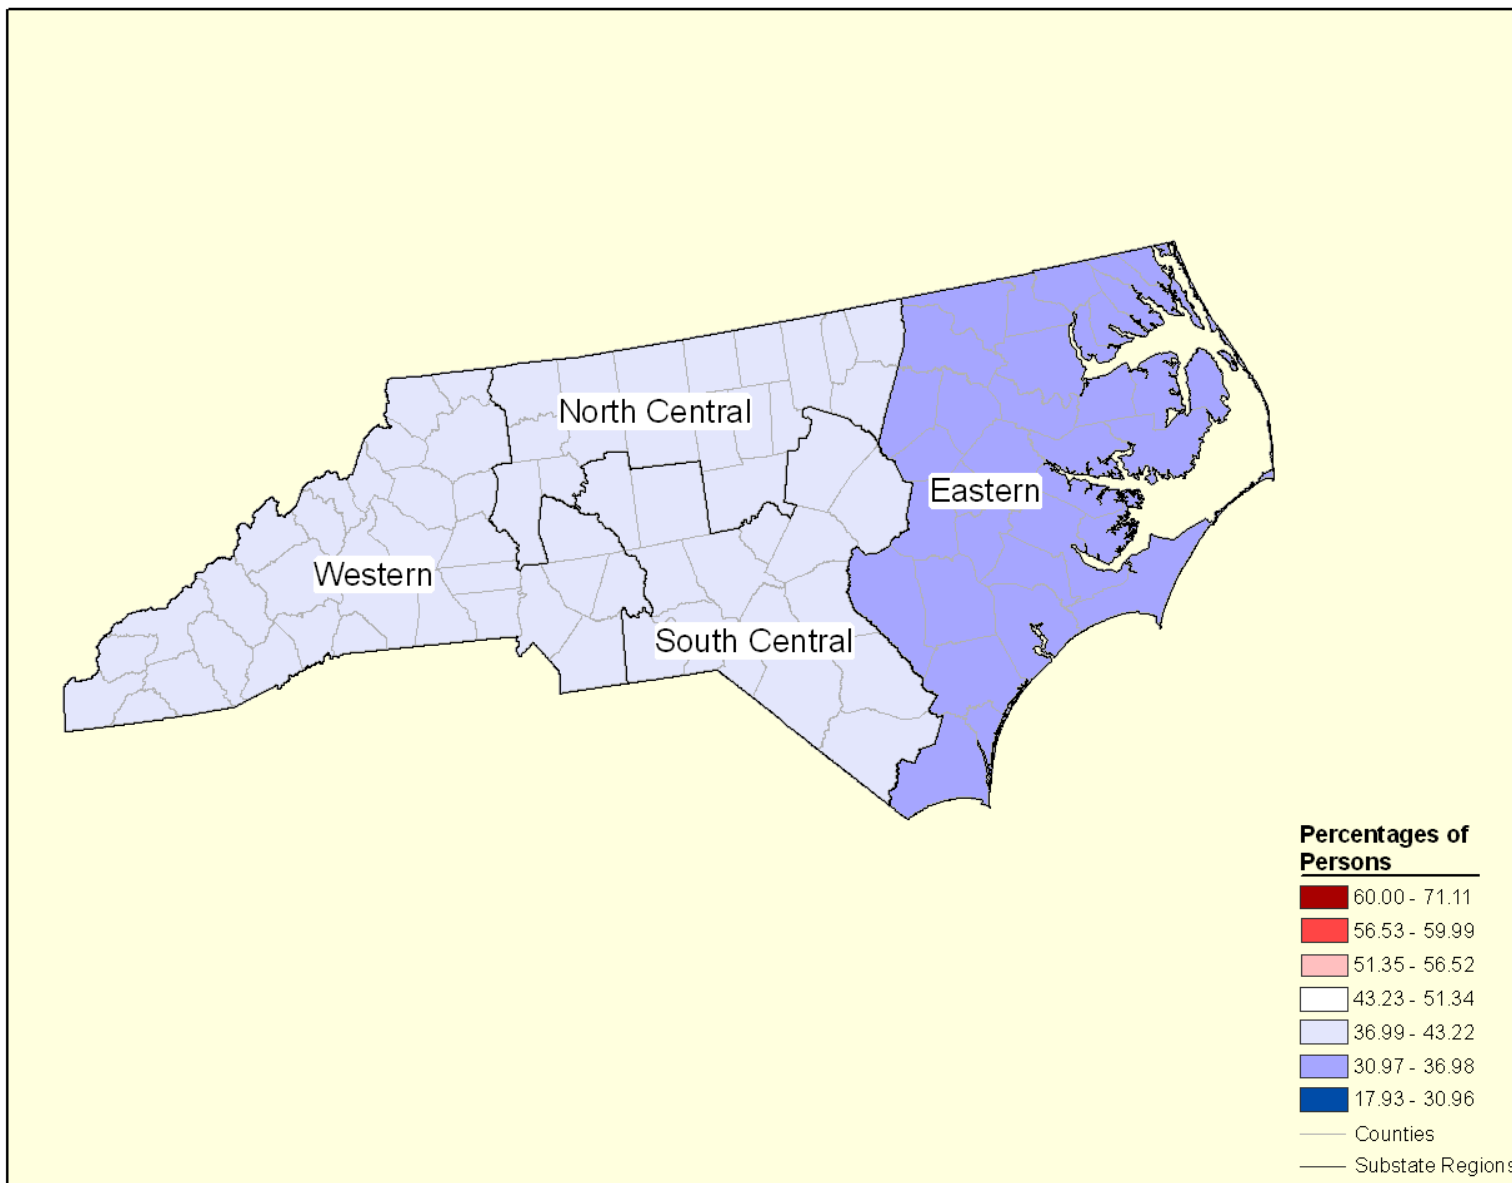 North Central
Eastern
Western
South Central
Percentages of
Persons
60.00 - 71.11
56.53 - 59.99
51.35 - 56.52
43.23 - 51.34
36.99 - 43.22
30.97 - 36.98
17.93 - 30.96
Counties
Substate Regions